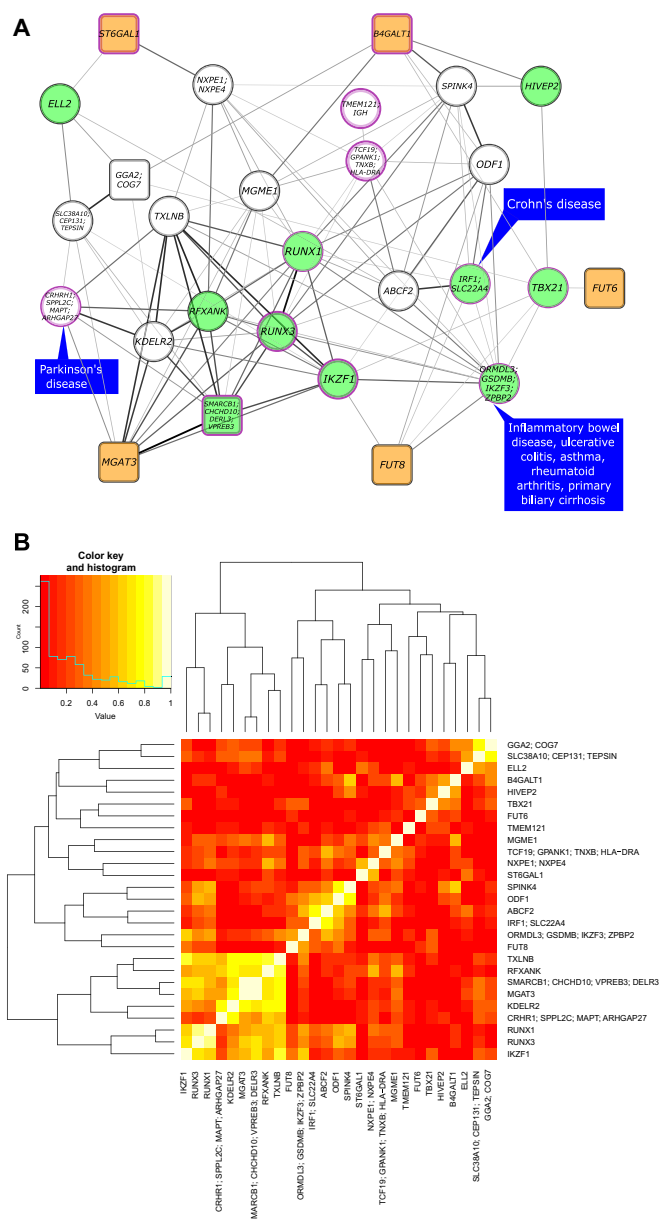 A
ST6GAL1
B4GALT1
NXPE1;
NXPE4
SPINK4
HIVEP2
ELL2
TMEM121;
IGH
TCF19;
GPANK1;
TNXB;
HLA-DRA
ODF1
GGA2;
COG7
MGME1
SLC38A10;
CEP131;
TEPSIN
TXLNB
Crohn's disease
RUNX1
IRF1;
SLC22A4
ABCF2
TBX21
FUT6
CRHRH1;
SPPL2C;
MAPT;
ARHGAP27
RFXANK
RUNX3
KDELR2
Parkinson's
disease
IKZF1
ORMDL3;
GSDMB;
IKZF3;
ZPBP2
SMARCB1;
CHCHD10;
DERL3;
VPREB3
MGAT3
FUT8
Inflammatory bowel
disease, ulcerative
colitis, asthma,
rheumatoid
arthritis, primary
biliary cirrhosis
B
Color key
and histogram
Count
0 50 100 200
0.2 0.4 0.6 0.8 1
Value
GGA2; COG7
SLC38A10; CEP131; TEPSIN
ELL2
B4GALT1
HIVEP2
TBX21
FUT6
TMEM121
MGME1
TCF19; GPANK1; TNXB; HLA−DRA
NXPE1; NXPE4
ST6GAL1
SPINK4
ODF1
ABCF2
IRF1; SLC22A4
ORMDL3; GSDMB; IKZF3; ZPBP2
FUT8
TXLNB
RFXANK
SMARCB1; CHCHD10; VPREB3; DELR3
MGAT3
KDELR2
CRHR1; SPPL2C; MAPT; ARHGAP27
RUNX1
RUNX3
IKZF1
IKZF1
RUNX3
RUNX1
CRHR1; SPPL2C; MAPT; ARHGAP27
KDELR2
MGAT3
MARCB1; CHCHD10; VPREB3; DELR3
RFXANK
TXLNB
FUT8
ORMDL3; GSDMB; IKZF3; ZPBP2
IRF1; SLC22A4
ABCF2
ODF1
SPINK4
ST6GAL1
NXPE1; NXPE4
TCF19; GPANK1; TNXB; HLA−DRA
MGME1
TMEM121
FUT6
TBX21
HIVEP2
B4GALT1
ELL2
SLC38A10; CEP131; TEPSIN
GGA2; COG7